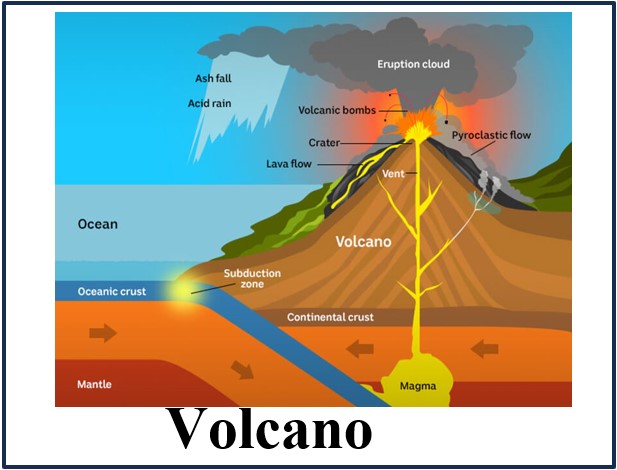 Eruption cloud
Ash fall
Acid rain
Volcanic bombs
Pyroclastic flow
Crater
Lava flow
Vent
Ocean
Volcano
Subduction
zone
Oceanic crust
Continental crust
Mantle
Magma
Volcano